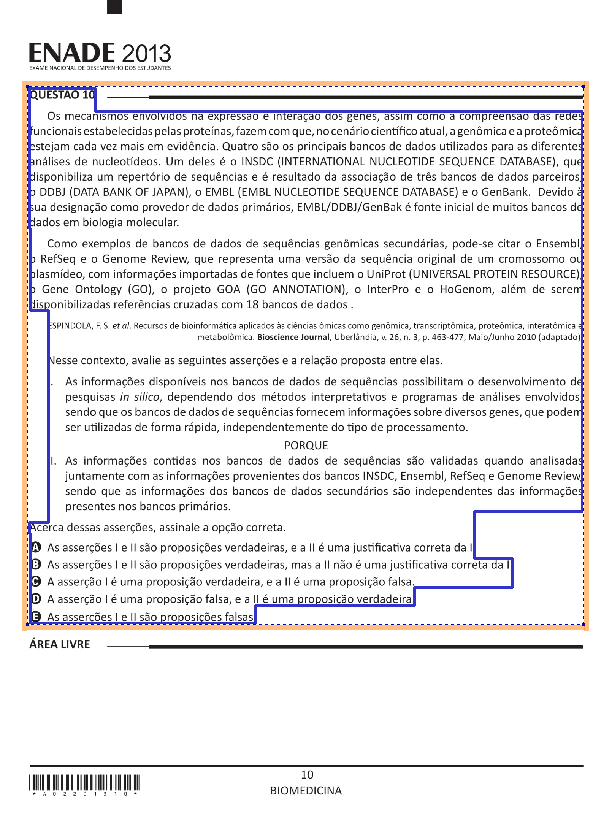 ENADE 2013
EXAME NACIONAL DE DESEMPENHO DOS ESTUDANTES
QUESTÃO 10
Os mecanismos envolvidos na expressão e interação dos genes, assim como a compreensão das redes
funcionais estabelecidas pelas proteínas, fazem com que, no cenário científico atual, a genômica e a proteômica
estejam cada vez mais em evidência. Quatro são os principais bancos de dados utilizados para as diferentes
análises de nucleotídeos. Um deles é o INSDC (INTERNATIONAL NUCLEOTIDE SEQUENCE DATABASE), que
disponibiliza um repertório de sequências e é resultado da associação de três bancos de dados parceiros,
o DDBJ (DATA BANK OF JAPAN), o EMBL (EMBL NUCLEOTIDE SEQUENCE DATABASE) e o GenBank. Devido à
sua designação como provedor de dados primários, EMBL/DDBJ/GenBak é fonte inicial de muitos bancos de
dados em biologia molecular.
Como exemplos de bancos de dados de sequências genômicas secundárias, pode-se citar o Ensembl,
o RefSeq e o Genome Review, que representa uma versão da sequência original de um cromossomo ou
plasmídeo, com informações importadas de fontes que incluem o UniProt (UNIVERSAL PROTEIN RESOURCE),
o Gene Ontology (GO), o projeto GOA (GO ANNOTATION), o InterPro e o HoGenom, além de serem
disponibilizadas referências cruzadas com 18 bancos de dados .
ESPINDOLA, F. S. et al. Recursos de bioinformática aplicados às ciências ômicas como genômica, transcriptômica, proteômica, interatômica e
metabolômica. Bioscience Journal, Uberlândia, v. 26, n. 3, p. 463-477, Maio/Junho 2010 (adaptado).
Nesse contexto, avalie as seguintes asserções e a relação proposta entre elas.
I. As informações disponíveis nos bancos de dados de sequências possibilitam o desenvolvimento de
pesquisas in silico, dependendo dos métodos interpretativos e programas de análises envolvidos,
sendo que os bancos de dados de sequências fornecem informações sobre diversos genes, que podem
ser utilizadas de forma rápida, independentemente do tipo de processamento.
PORQUE
II. As informações contidas nos bancos de dados de sequências são validadas quando analisadas
juntamente com as informações provenientes dos bancos INSDC, Ensembl, RefSeq e Genome Review,
sendo que as informações dos bancos de dados secundários são independentes das informações
presentes nos bancos primários.
Acerca dessas asserções, assinale a opção correta.
A As asserções I e II são proposições verdadeiras, e a II é uma justificativa correta da I.
B As asserções I e II são proposições verdadeiras, mas a II não é uma justificativa correta da I.
C A asserção I é uma proposição verdadeira, e a II é uma proposição falsa.
D A asserção I é uma proposição falsa, e a II é uma proposição verdadeira.
E As asserções I e II são proposições falsas.
ÁREA LIVRE
10
BIOMEDICINA